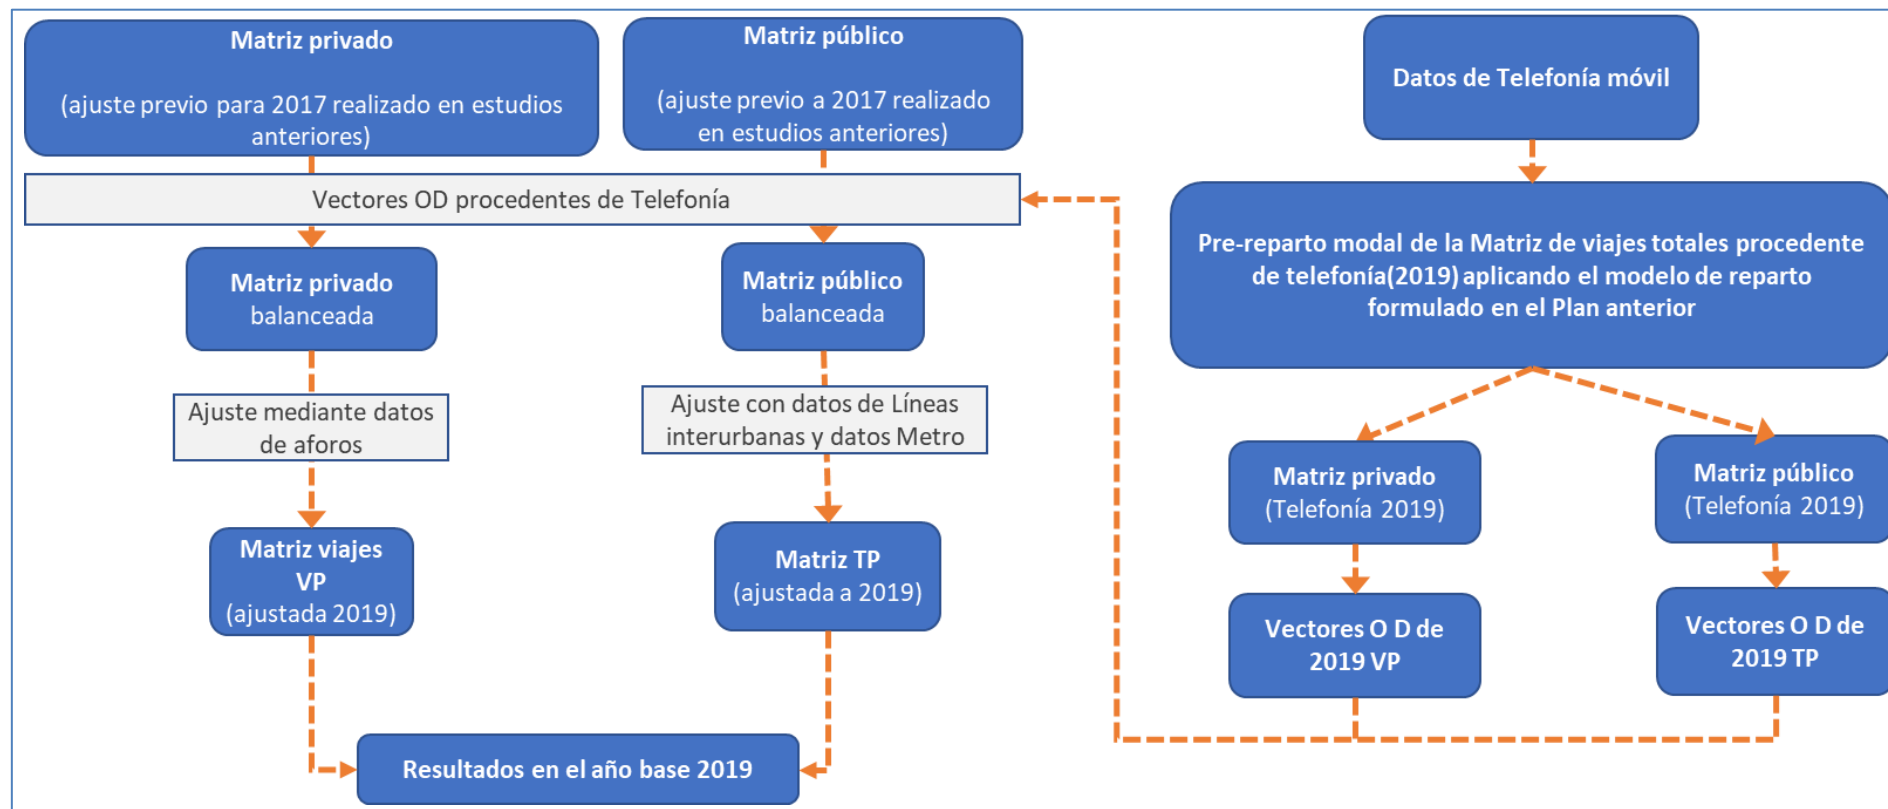 Matriz privado
(ajuste previo para 2017 realizado en estudios
anteriores)
Matriz público
(ajuste previo a 2017 realizado
en estudios anteriores)
Vectores OD procedentes de Telefonía
Matriz privado
balanceada
Matriz público
balanceada
Ajuste mediante datos
de aforos
Ajuste con datos de Líneas
interurbanas y datos Metro
Matriz viajes
VP
(ajustada 2019)
Matriz TP
(ajustada a 2019)
Resultados en el año base 2019
Datos de Telefonía móvil
Pre-reparto modal de la Matriz de viajes totales procedente
de telefonía(2019) aplicando el modelo de reparto
formulado en el Plan anterior
Matriz privado
(Telefonía 2019)
Matriz público
(Telefonía 2019)
Vectores O D de
2019 VP
Vectores O D de
2019 TP